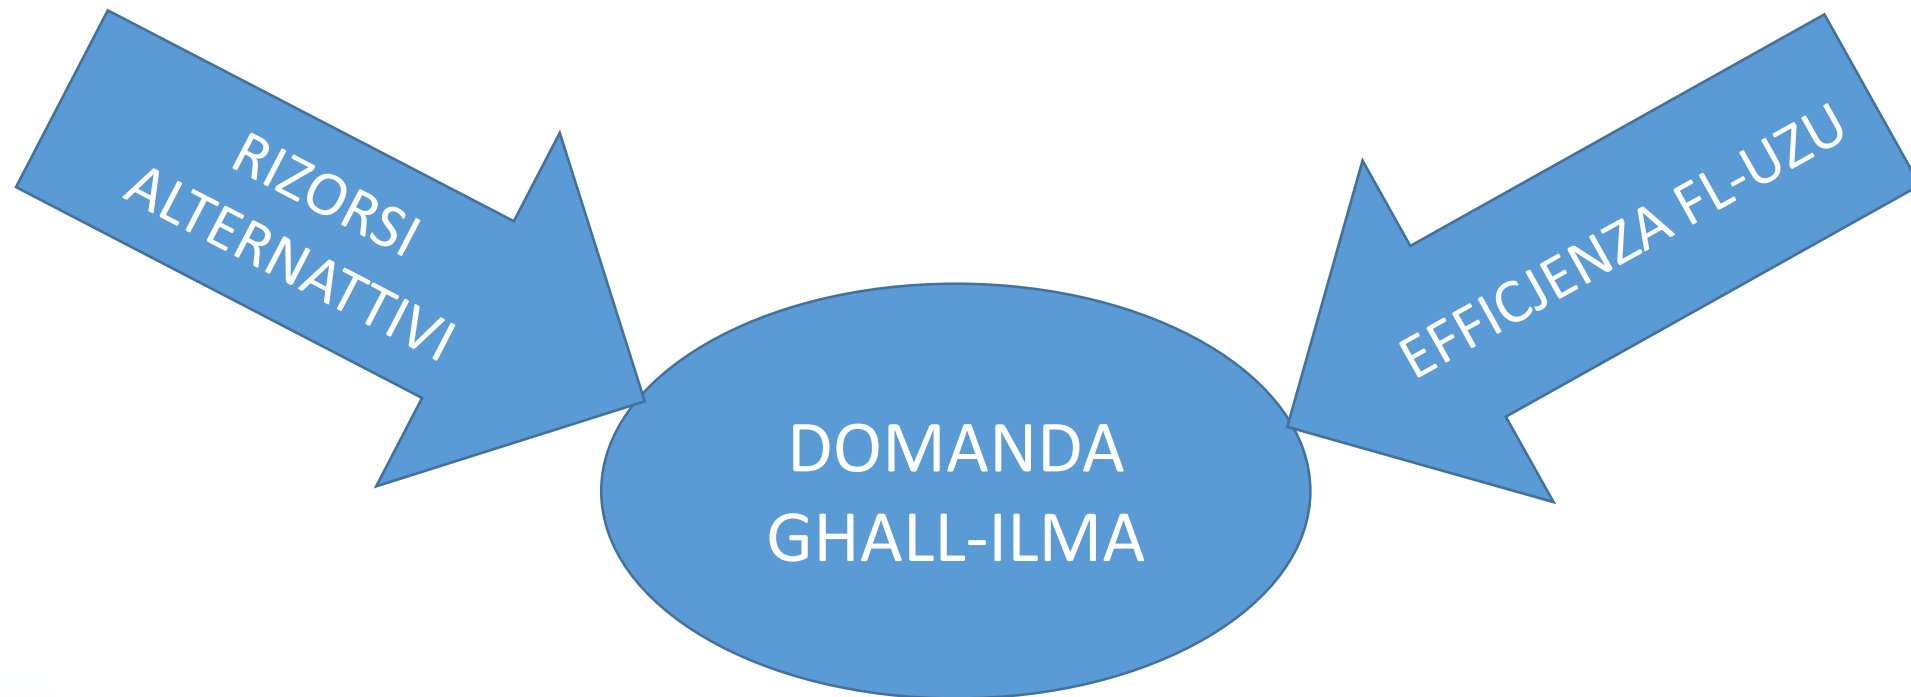 RIZORSI
ALTERNATTIVI
EFFICJENZA FL-UZU
DOMANDA
GHALL-ILMA